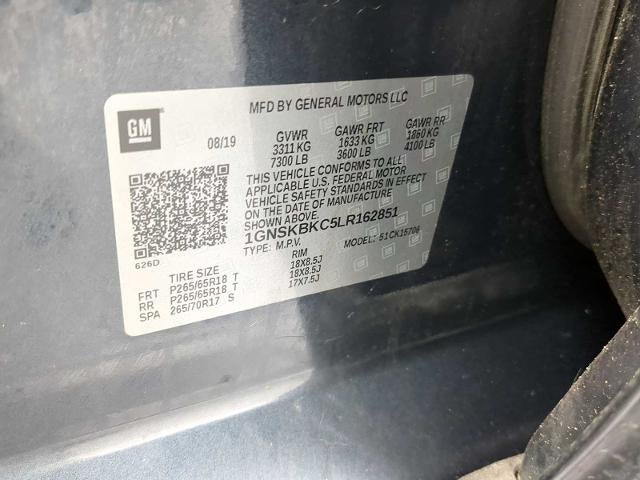 MFD BY GENERAL MOTORS LLC
GM
08/19 GVWR GAWR FRT GAWR RR
3311 KG 1633 KG 1860 KG
7300 LB 3600 LB 4100 LB
THIS VEHICLE CONFORMS TO ALL
APPLICABLE U.S. FEDERAL MOTOR
VEHICLE SAFETY STANDARDS IN EFFECT
ON THE DATE OF MANUFACTURE
SHOWN ABOVE.
1GNSKBKC5LR162851
TYPE: M.P.V. MODEL: 51CK15706
626D
TIRE SIZE RIM
FRT P265/65R18 T 18X8.5J
RR P265/65R18 T 18X8.5J
SPA 265/70R17 S 17X7.5J